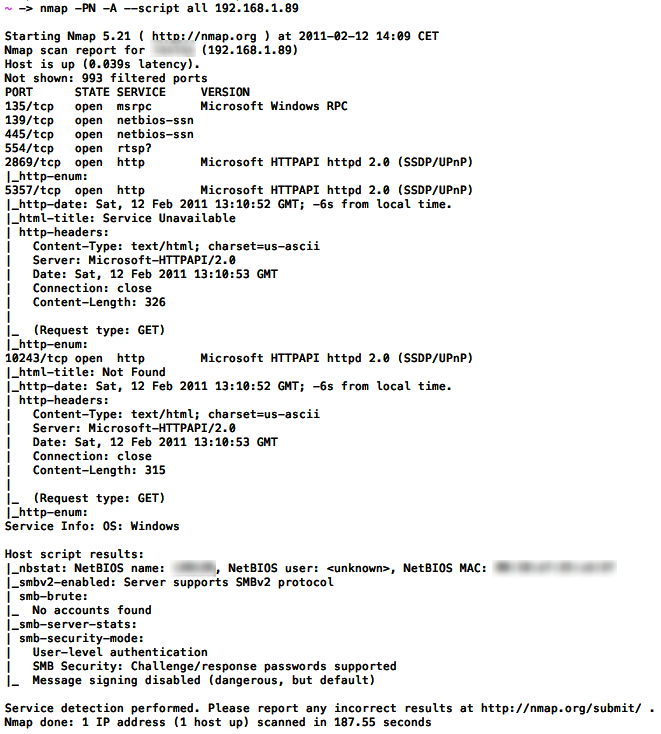 ~ -> nmap -PN -A --script all 192.168.1.89

Starting Nmap 5.21 ( http://nmap.org ) at 2011-02-12 14:09 CET
Nmap scan report for (192.168.1.89)
Host is up (0.039s latency).
Not shown: 993 filtered ports
PORT      STATE SERVICE     VERSION
135/tcp   open  msrpc       Microsoft Windows RPC
139/tcp   open  netbios-ssn
445/tcp   open  netbios-ssn
554/tcp   open  rtsp?
2869/tcp  open  http        Microsoft HTTPAPI httpd 2.0 (SSDP/UPnP)
|_http-enum:
5357/tcp  open  http        Microsoft HTTPAPI httpd 2.0 (SSDP/UPnP)
|_http-date: Sat, 12 Feb 2011 13:10:52 GMT; -6s from local time.
|_html-title: Service Unavailable
| http-headers:
|   Content-Type: text/html; charset=us-ascii
|   Server: Microsoft-HTTPAPI/2.0
|   Date: Sat, 12 Feb 2011 13:10:53 GMT
|   Connection: close
|   Content-Length: 326
|
|_  (Request type: GET)
|_http-enum:
10243/tcp open  http        Microsoft HTTPAPI httpd 2.0 (SSDP/UPnP)
|_html-title: Not Found
|_http-date: Sat, 12 Feb 2011 13:10:52 GMT; -6s from local time.
| http-headers:
|   Content-Type: text/html; charset=us-ascii
|   Server: Microsoft-HTTPAPI/2.0
|   Date: Sat, 12 Feb 2011 13:10:53 GMT
|   Connection: close
|   Content-Length: 315
|
|_  (Request type: GET)
|_http-enum:
Service Info: OS: Windows

Host script results:
|_nbstat: NetBIOS name: , NetBIOS user: <unknown>, NetBIOS MAC:
|_smbv2-enabled: Server supports SMBv2 protocol
| smb-brute:
|_  No accounts found
|_smb-server-stats:
| smb-security-mode:
|   User-level authentication
|   SMB Security: Challenge/response passwords supported
|_  Message signing disabled (dangerous, but default)

Service detection performed. Please report any incorrect results at http://nmap.org/submit/ .
Nmap done: 1 IP address (1 host up) scanned in 187.55 seconds